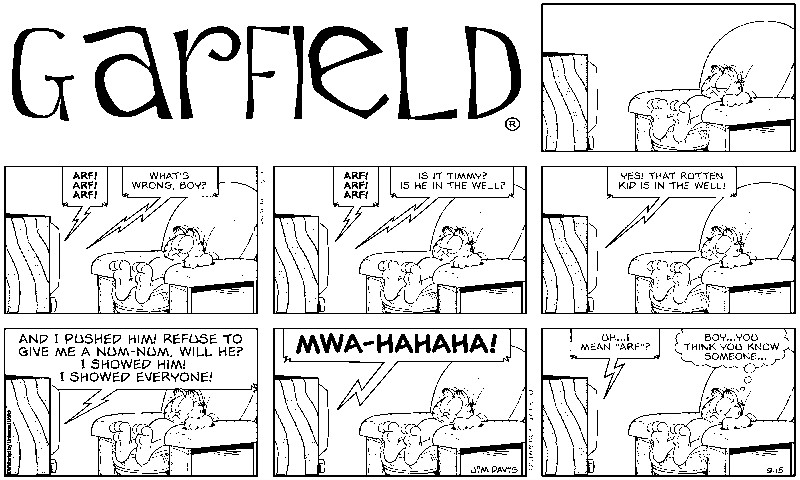 GARFIELD®
ARF!
ARF!
ARF!
WHAT'S
WRONG, BOY?
ARF!
ARF!
ARF!
IS IT TIMMY?
IS HE IN THE WELL?
YES! THAT ROTTEN
KID IS IN THE WELL!
AND I PUSHED HIM! REFUSE TO
GIVE ME A NUM-NUM, WILL HE?
I SHOWED HIM!
I SHOWED EVERYONE!
MWA-HAHAHA!
JIM DAVIS
UH...I
MEAN "ARF"?
BOY...YOU
THINK YOU KNOW
SOMEONE...
9-15